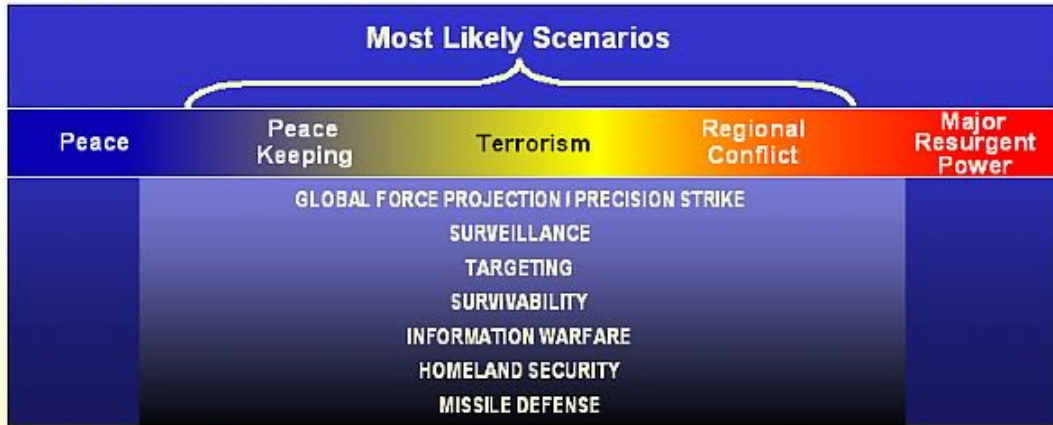 Most Likely Scenarios
Peace
Peace
Keeping
Terrorism
Regional
Conflict
Major
Resurgent
Power
GLOBAL FORCE PROJECTION / PRECISION STRIKE
SURVEILLANCE
TARGETING
SURVIVABILITY
INFORMATION WARFARE
HOMELAND SECURITY
MISSILE DEFENSE